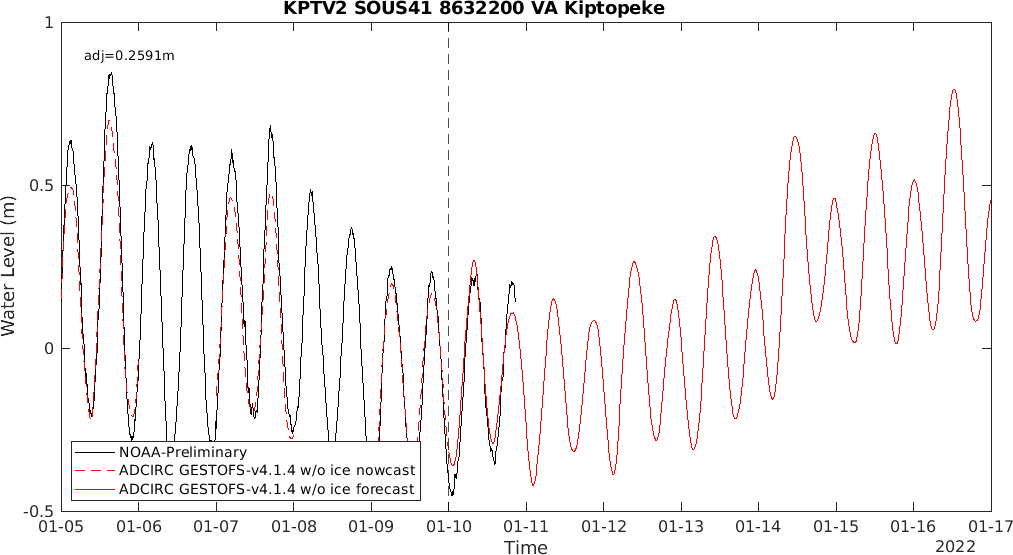 KPTV2 SOUS41 8632200 VA Kiptopeke
adj=0.2591m
1
0.5
0
-0.5
Water Level (m)
NOAA-Preliminary
ADCIRC GESTOFS-v4.1.4 w/o ice nowcast
ADCIRC GESTOFS-v4.1.4 w/o ice forecast
01-05 01-06 01-07 01-08 01-09 01-10 01-11 01-12 01-13 01-14 01-15 01-16 01-17
Time
2022